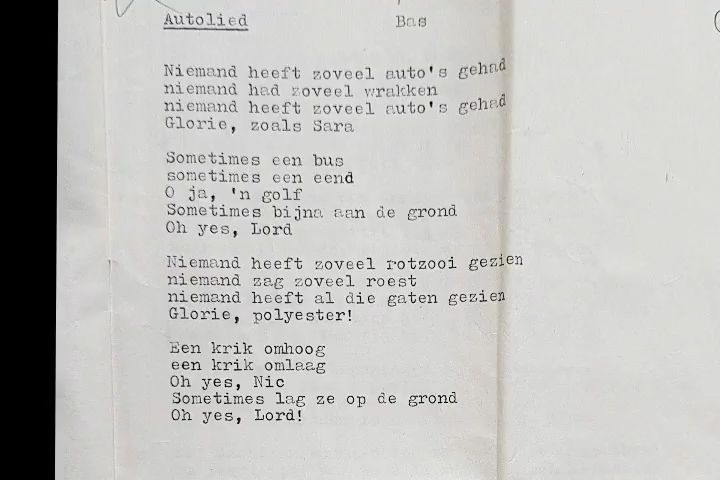 Autolied Bas
Niemand heeft zoveel auto's gehad
niemand had zoveel wrakken
niemand heeft zoveel auto's gehad
Glorie, zoals Sara
Sometimes een bus
sometimes een eend
O ja, 'n golf
Sometimes bijna aan de grond
Oh yes, Lord
Niemand heeft zoveel rotzooi gezien
niemand zag zoveel roest
niemand heeft al die gaten gezien
Glorie, polyester!
Een krik omhoog
een krik omlaag
Oh yes, Nic
Sometimes lag ze op de grond
Oh yes, Lord!